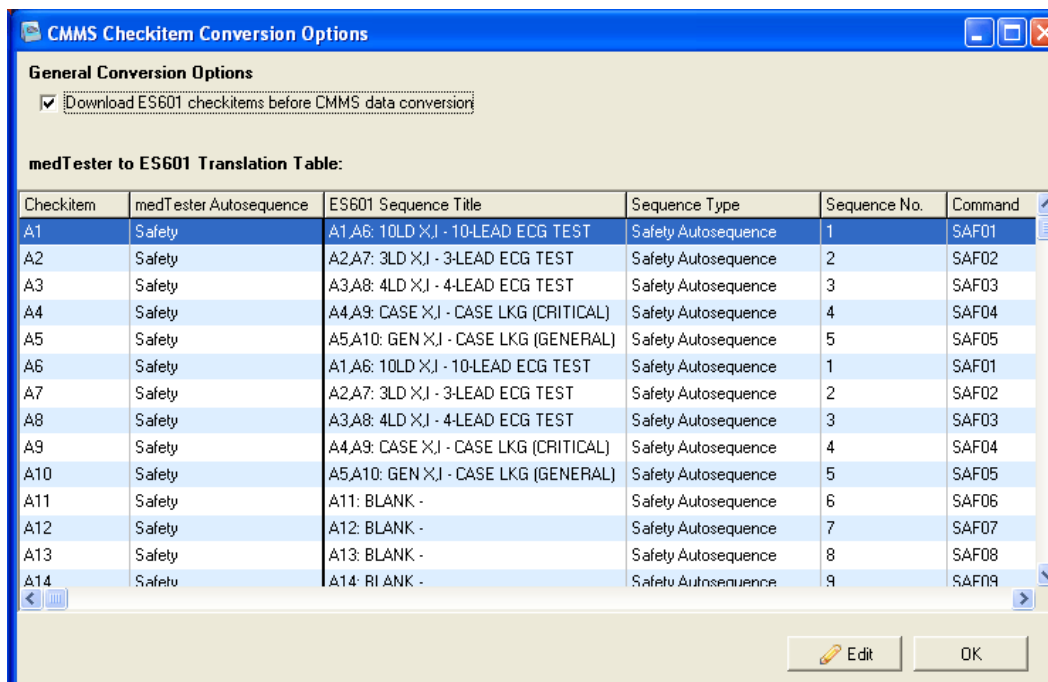 CMMS Checkitem Conversion Options
General Conversion Options
Download ES601 checkitems before CMMS data conversion
medTester to ES601 Translation Table:
Checkitem medTester Autosequence ES601 Sequence Title Sequence Type Sequence No. Command
A1 Safety A1,A6: 10LD X,I - 10-LEAD ECG TEST Safety Autosequence 1 SAF01
A2 Safety A2,A7: 3LD X,I - 3-LEAD ECG TEST Safety Autosequence 2 SAF02
A3 Safety A3,A8: 4LD X,I - 4-LEAD ECG TEST Safety Autosequence 3 SAF03
A4 Safety A4,A9: CASE X,I - CASE LKG (CRITICAL) Safety Autosequence 4 SAF04
A5 Safety A5,A10: GEN X,I - CASE LKG (GENERAL) Safety Autosequence 5 SAF05
A6 Safety A1,A6: 10LD X,I - 10-LEAD ECG TEST Safety Autosequence 1 SAF01
A7 Safety A2,A7: 3LD X,I - 3-LEAD ECG TEST Safety Autosequence 2 SAF02
A8 Safety A3,A8: 4LD X,I - 4-LEAD ECG TEST Safety Autosequence 3 SAF03
A9 Safety A4,A9: CASE X,I - CASE LKG (CRITICAL) Safety Autosequence 4 SAF04
A10 Safety A5,A10: GEN X,I - CASE LKG (GENERAL) Safety Autosequence 5 SAF05
A11 Safety A11: BLANK - Safety Autosequence 6 SAF06
A12 Safety A12: BLANK - Safety Autosequence 7 SAF07
A13 Safety A13: BLANK - Safety Autosequence 8 SAF08
A14 Safety A14: BLANK - Safety Autosequence 9 SAF09
Edit OK